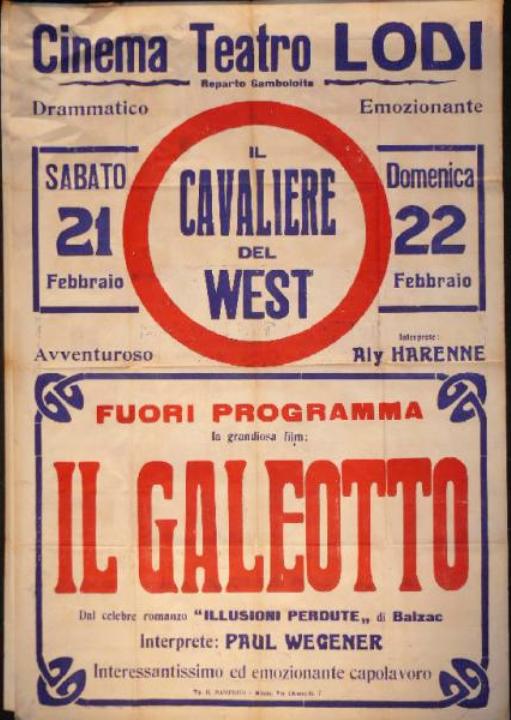 Cinema Teatro LODI
Reparto Gamboloita
Drammatico
Emozionante
SABATO
21
Febbraio
IL
CAVALIERE
DEL
WEST
Domenica
22
Febbraio
Avventuroso
Interprete:
Aly HARENNE
FUORI PROGRAMMA
la grandiosa film:
IL GALEOTTO
Dal celebre romanzo "ILLUSIONI PERDUTE„ di Balzac
Interprete: PAUL WEGENER
Interessantissimo ed emozionante capolavoro
Tip.